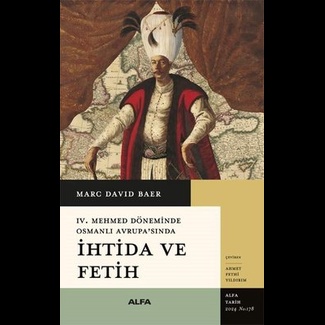 MARC DAVID BAER
IV. MEHMED DÖNEMİNDE
OSMANLI AVRUPA'SINDA
İHTİDA VE
FETİH
çeviren
AHMET
FETHİ
YILDIRIM
ALFA
TARİH
2024 No:178
ALFA